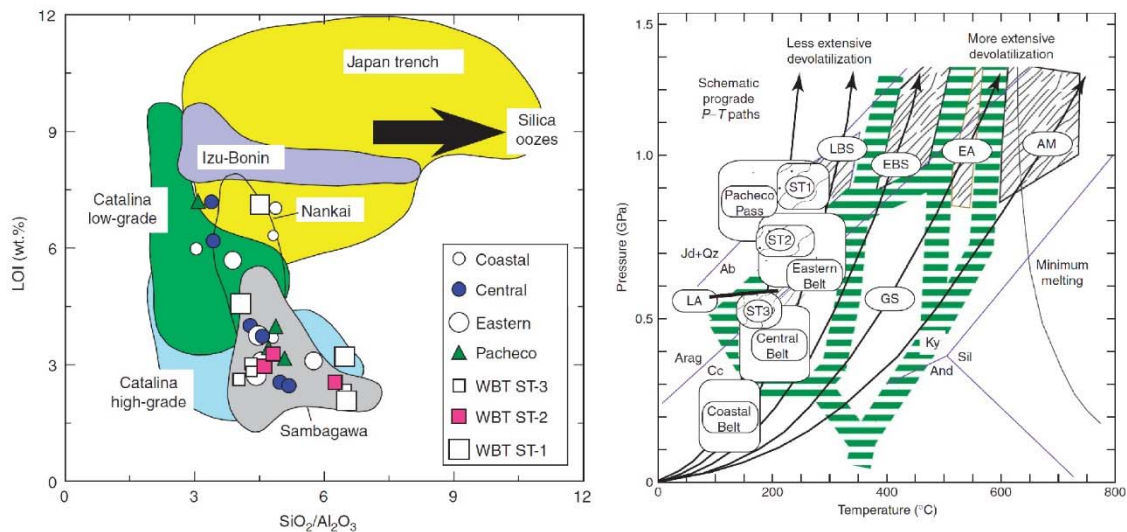 12
9
6
3
0
LOI (wt.%)
Japan trench
Silica
oozes
Izu-Bonin
Catalina
low-grade
Nankai
Catalina
high-grade
Sambagawa
Coastal
Central
Eastern
Pacheco
WBT ST-3
WBT ST-2
WBT ST-1
0
3
6
9
12
SiO₂/Al₂O₃
1.5
1.0
0.5
0
Pressure (GPa)
Less extensive
devolatilization
More extensive
devolatilization
Schematic
prograde
P–T paths
LBS
EBS
EA
AM
Pacheco
Pass
ST1
ST2
Jd+Qz
Ab
Eastern
Belt
LA
ST3
GS
Minimum
melting
Central
Belt
Arag
Cc
Ky
Sil
And
Coastal
Belt
0
200
400
600
800
Temperature (°C)